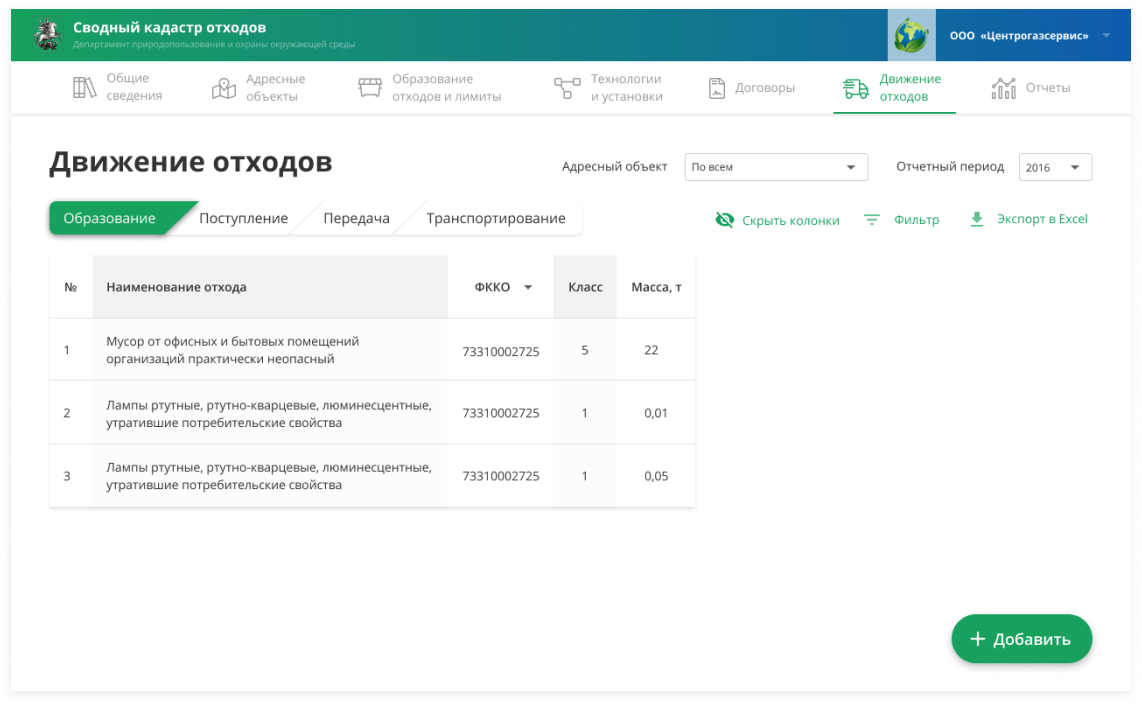 Сводный кадастр отходов
Департамент природопользования и охраны окружающей среды
ООО «Центрогазсервис»
Общие
сведения
Адресные
объекты
Образование
отходов и лимиты
Технологии
и установки
Договоры
Движение
отходов
Отчеты
Движение отходов
Адресный объект
По всем
Отчетный период
2016
Образование
Поступление
Передача
Транспортирование
Скрыть колонки
Фильтр
Экспорт в Excel
№
Наименование отхода
ФККО
Класс
Масса, т
1
Мусор от офисных и бытовых помещений
организаций практически неопасный
73310002725
5
22
2
Лампы ртутные, ртутно-кварцевые, люминесцентные,
утратившие потребительские свойства
73310002725
1
0,01
3
Лампы ртутные, ртутно-кварцевые, люминесцентные,
утратившие потребительские свойства
73310002725
1
0,05
+ Добавить